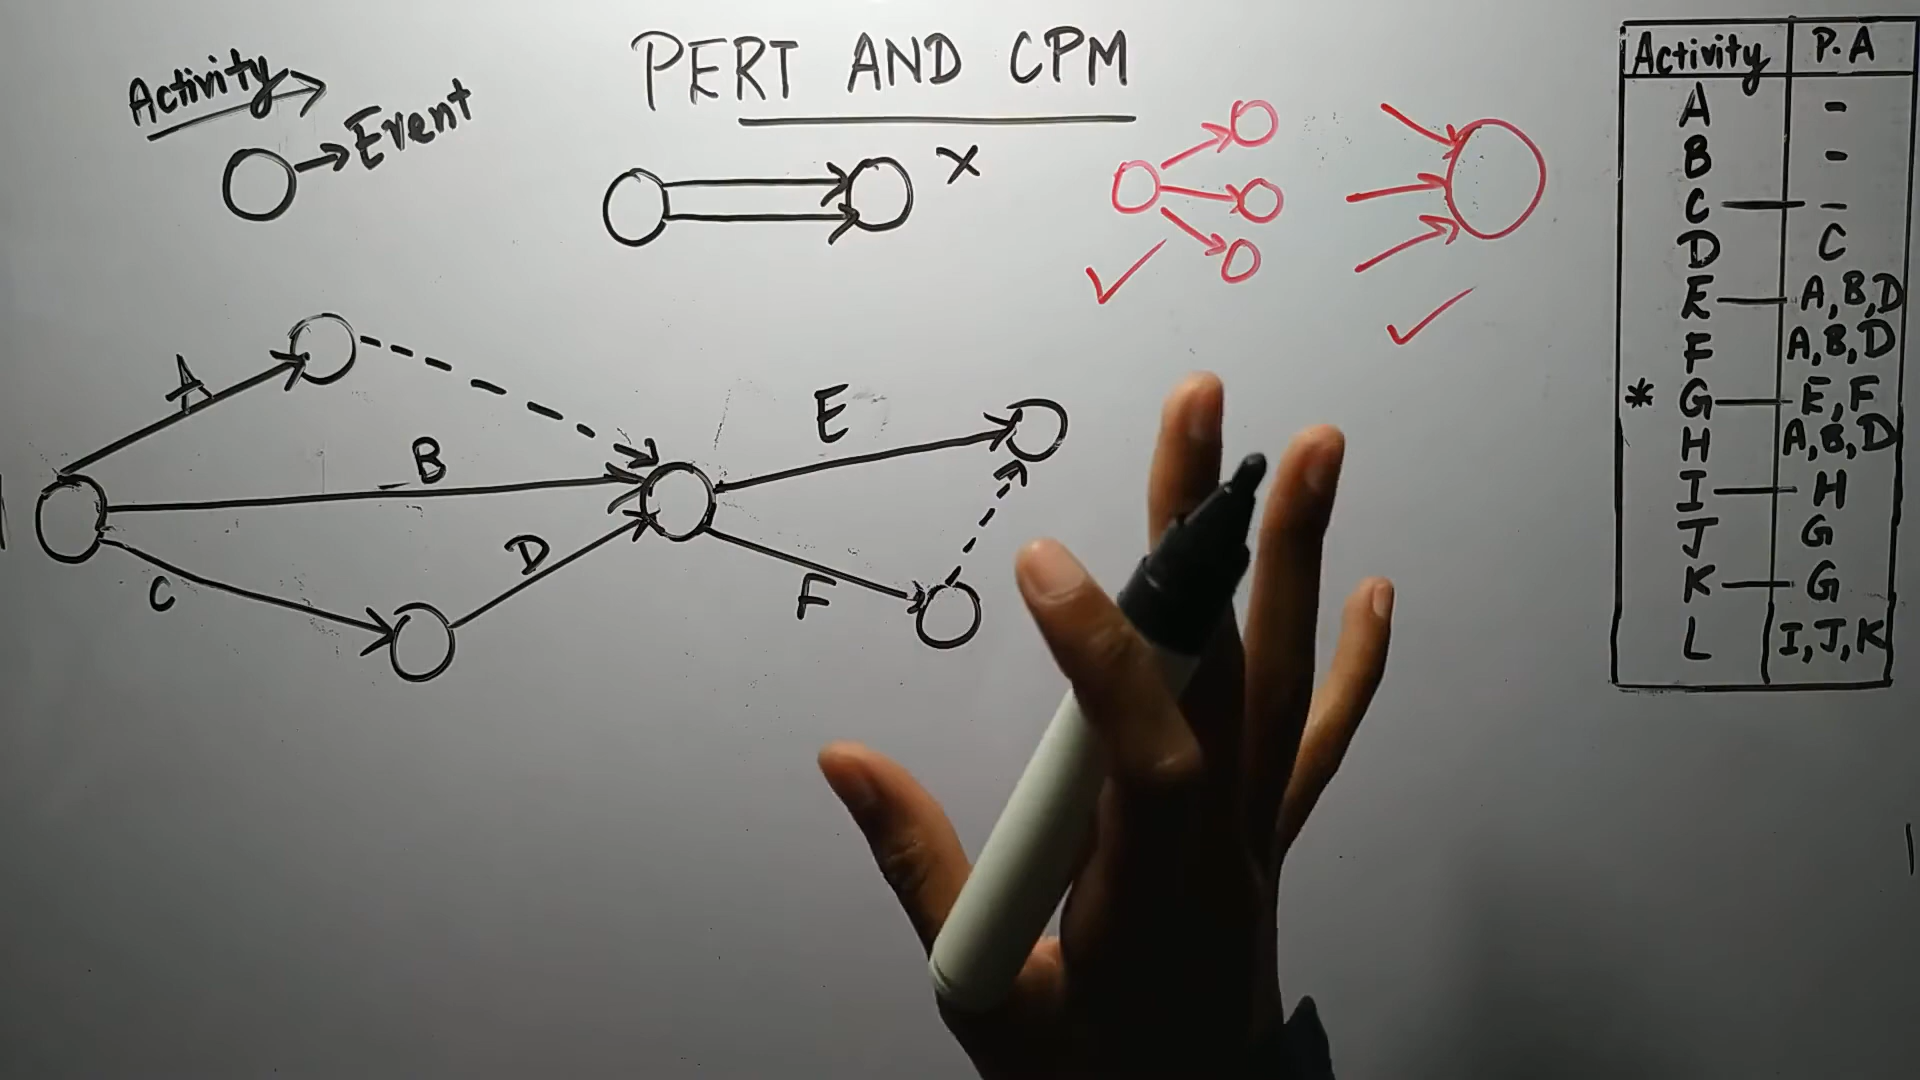 PERT AND CPM
Activity
Event
X
A
B
C
D
E
F
Activity P.A
A -
B -
C -
D C
E A, B, D
F A, B, D
* G E, F
H A, B, D
I H
J G
K G
L I, J, K